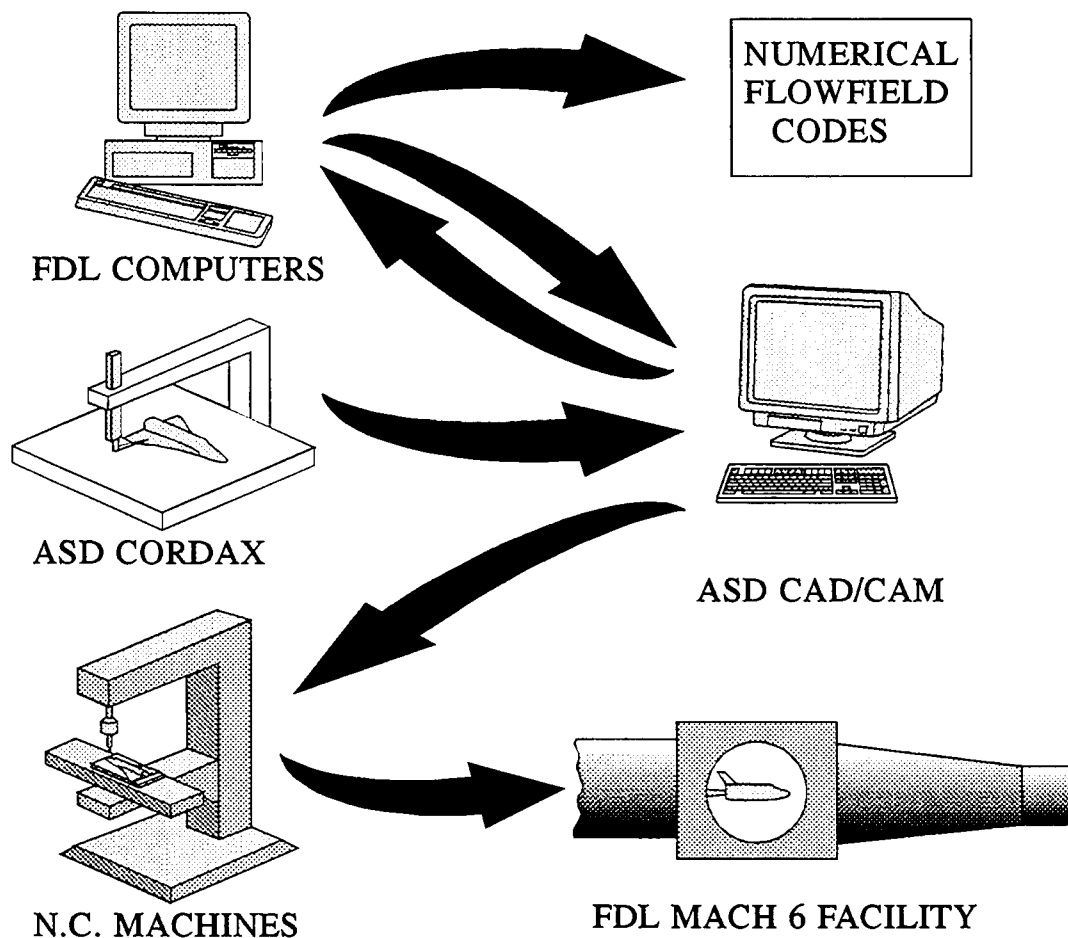 NUMERICAL
FLOWFIELD
CODES
FDL COMPUTERS
ASD CORDAX
ASD CAD/CAM
N.C. MACHINES
FDL MACH 6 FACILITY